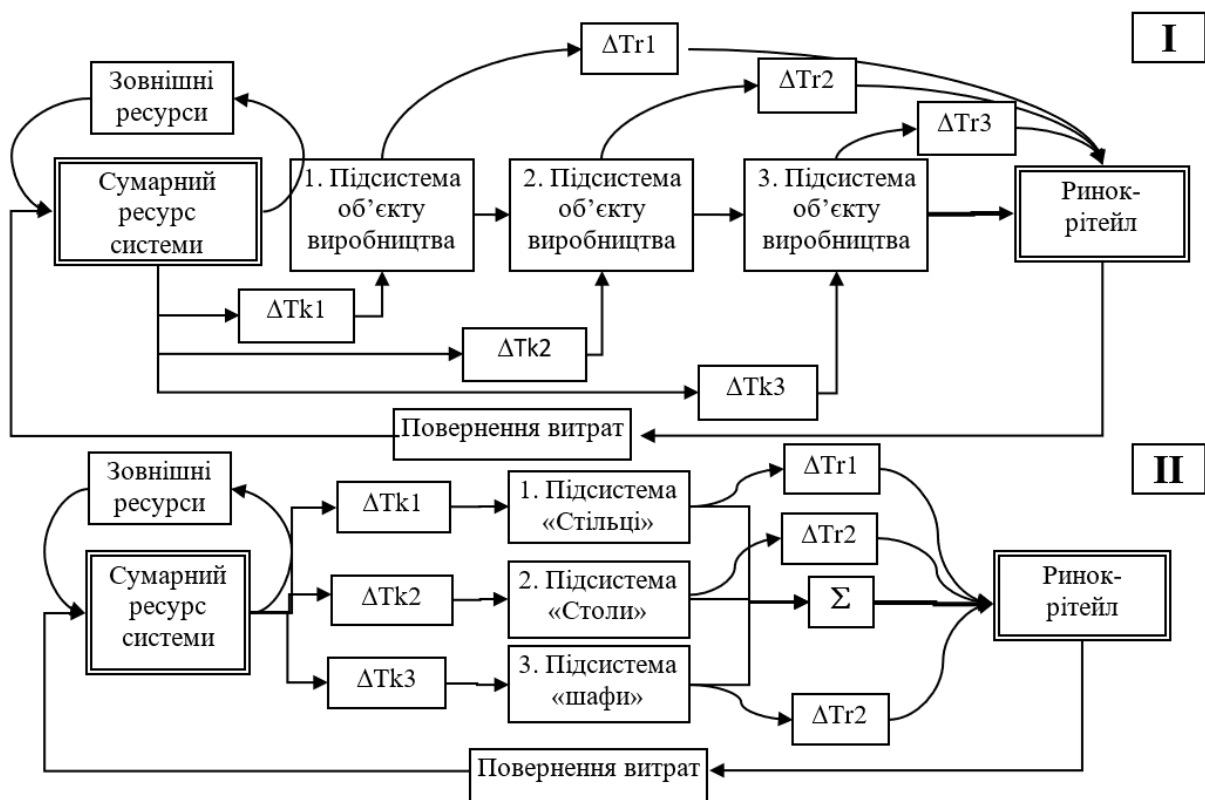 ΔTr1
I
ΔTr2
Зовнішні
ресурси
ΔTr3
Сумарний
ресурс
системи
1. Підсистема
об’єкту
виробництва
2. Підсистема
об’єкту
виробництва
3. Підсистема
об’єкту
виробництва
Ринок-
рітейл
ΔTk1
ΔTk2
ΔTk3
Повернення витрат
II
Зовнішні
ресурси
Сумарний
ресурс
системи
ΔTk1
ΔTk2
ΔTk3
1. Підсистема
«Стільці»
2. Підсистема
«Столи»
3. Підсистема
«шафи»
ΔTr1
ΔTr2
Σ
ΔTr2
Ринок-
рітейл
Повернення витрат